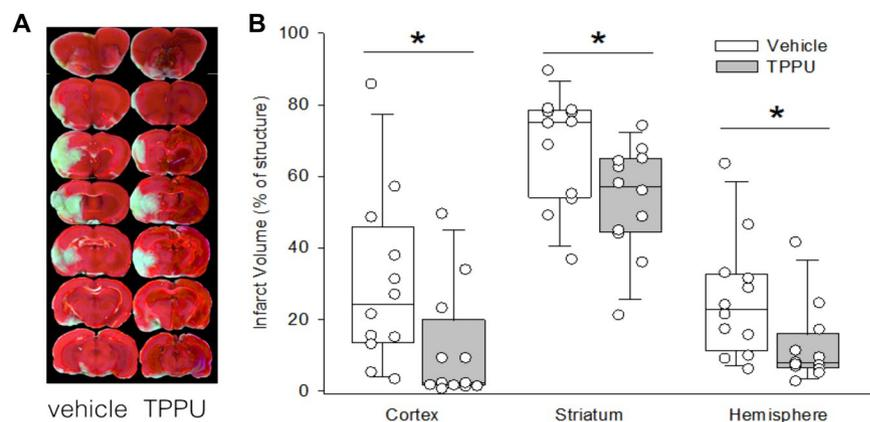 A
vehicle TPPU
B
Infarct Volume (% of structure)
100
80
60
40
20
0
*
*
*
Vehicle
TPPU
Cortex Striatum Hemisphere